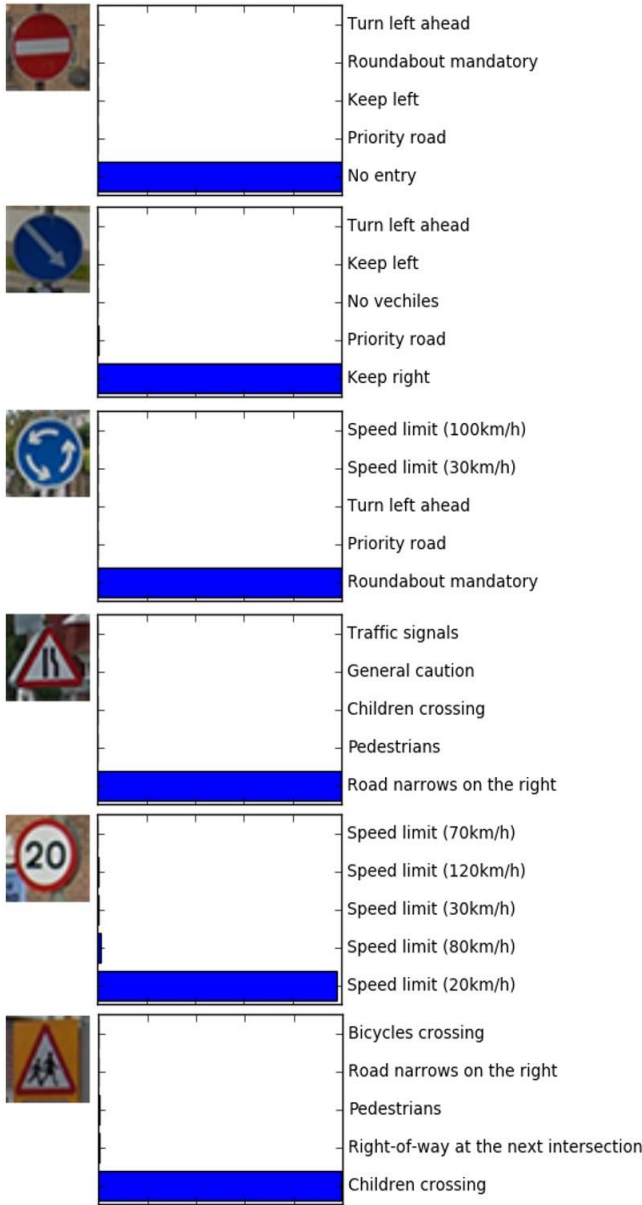 Turn left ahead
Roundabout mandatory
Keep left
Priority road
No entry
Turn left ahead
Keep left
No vechiles
Priority road
Keep right
Speed limit (100km/h)
Speed limit (30km/h)
Turn left ahead
Priority road
Roundabout mandatory
Traffic signals
General caution
Children crossing
Pedestrians
Road narrows on the right
20
Speed limit (70km/h)
Speed limit (120km/h)
Speed limit (30km/h)
Speed limit (80km/h)
Speed limit (20km/h)
Bicycles crossing
Road narrows on the right
Pedestrians
Right-of-way at the next intersection
Children crossing